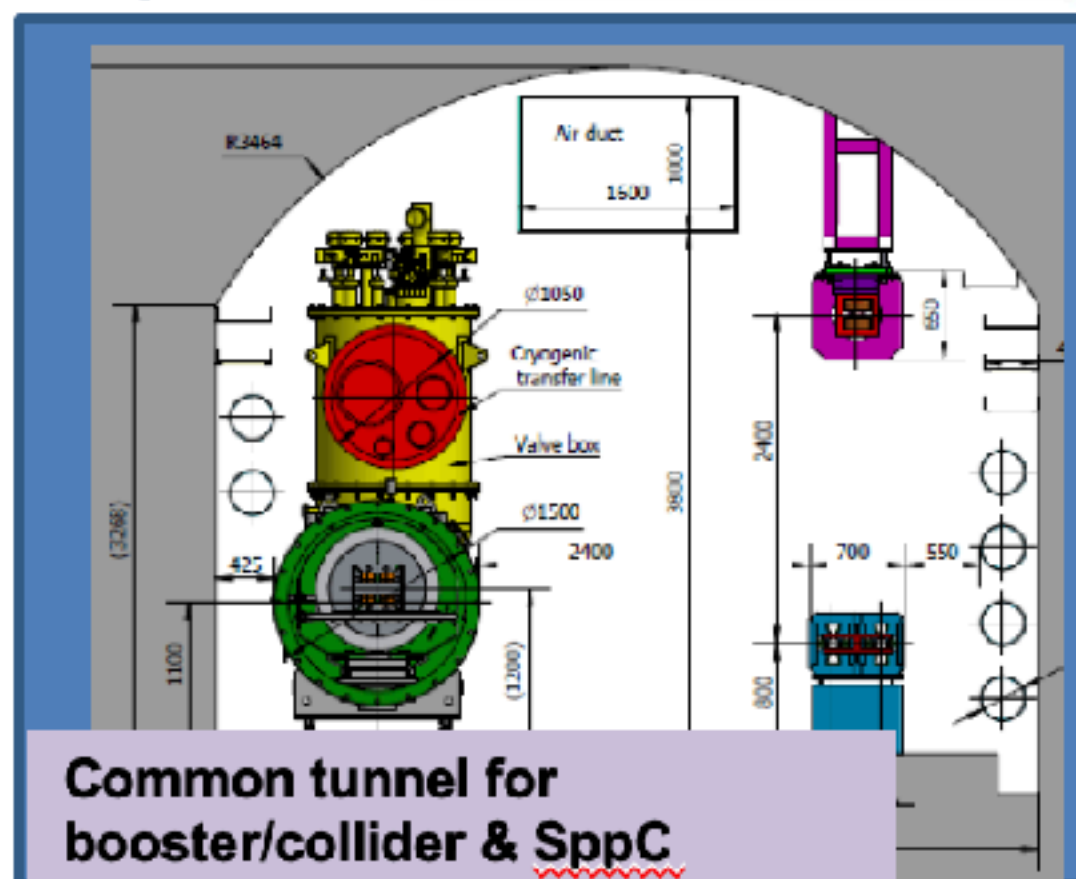 R3464
Air duct
1000
1600
Ø1050
Cryogenic
transfer line
Valve box
Ø1500
(3268)
425
2400
3800
2400
650
700
550
1100
(1200)
800
Common tunnel for
booster/collider & SppC